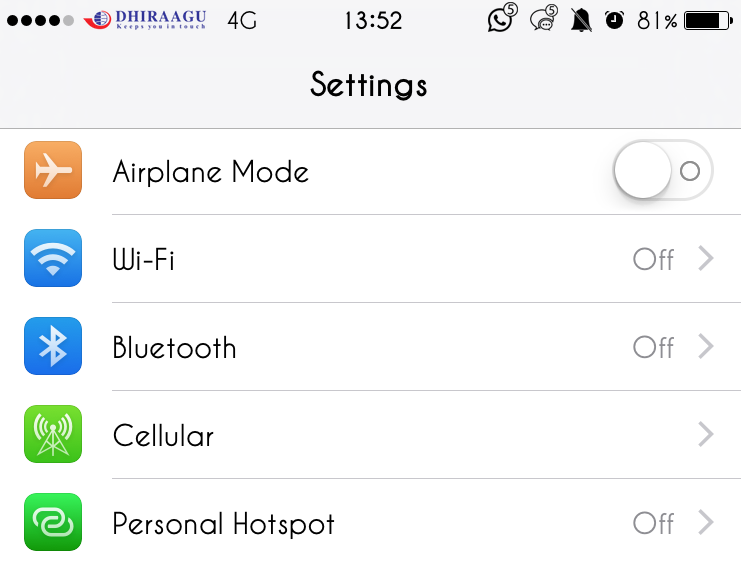 DHIRAAGU 4G 13:52 5 5 81%
Keeps you in touch
Settings
Airplane Mode
Wi-Fi Off
Bluetooth Off
Cellular
Personal Hotspot Off